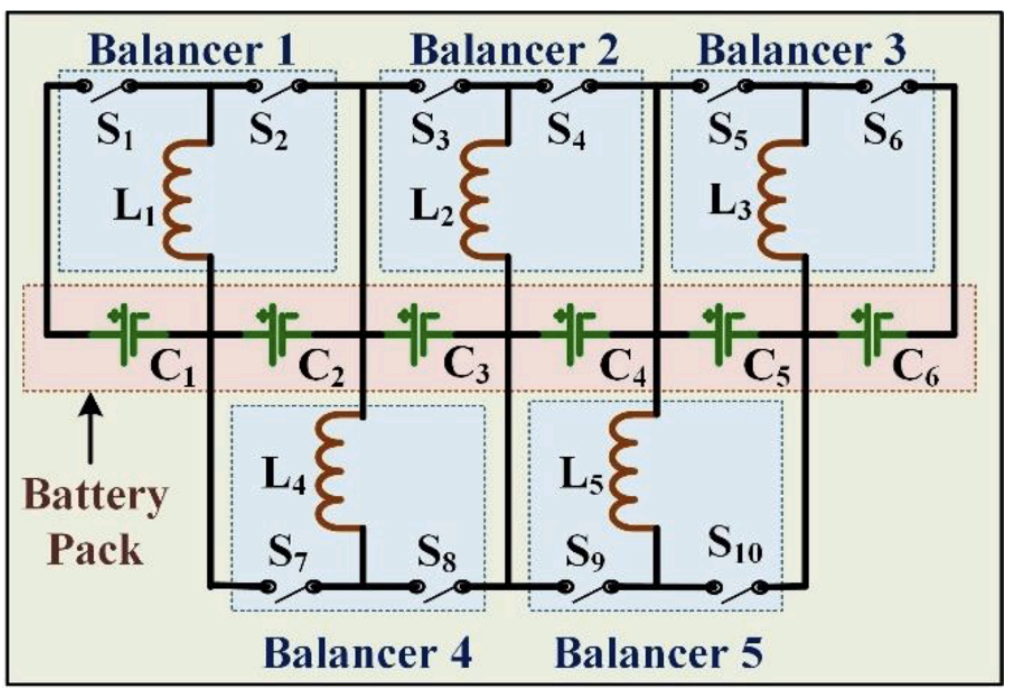 Balancer 1 Balancer 2 Balancer 3
S₁ S₂ S₃ S₄ S₅ S₆
L₁ L₂ L₃
C₁ C₂ C₃ C₄ C₅ C₆
Battery
Pack
L₄ L₅
S₇ S₈ S₉ S₁₀
Balancer 4 Balancer 5